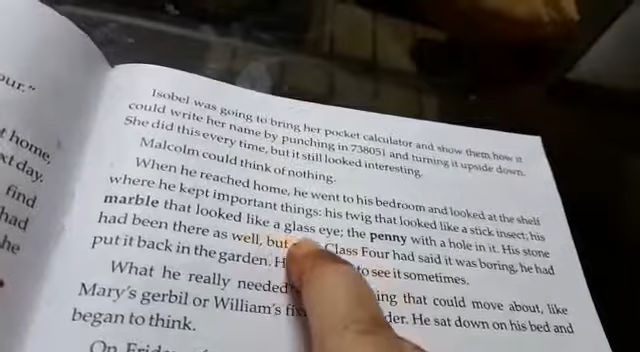 our."
Isobel was going to bring her pocket calculator and show them how it
could write her name by punching in 738051 and turning it upside down.
She did this every time, but it still looked interesting.
Malcolm could think of nothing.
When he reached home, he went to his bedroom and looked at the shelf
where he kept important things: his twig that looked like a stick insect; his
marble that looked like a glass eye; the penny with a hole in it. His stone
had been there as well, but Class Four had said it was boring, he had
put it back in the garden. to see it sometimes.
What he really needed that could move about, like
Mary's gerbil or William's He sat down on his bed and
began to think.
home,
xt day.
find
had
he